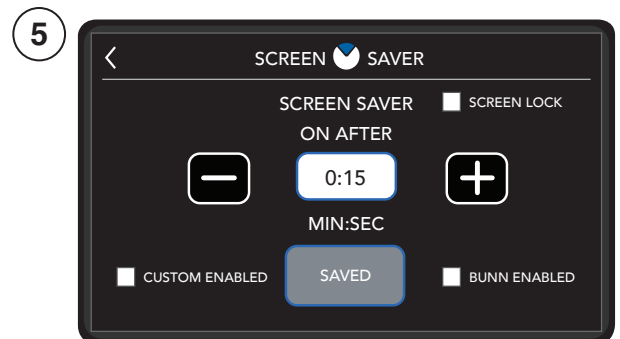 5
SCREEN SAVER
SCREEN SAVER
SCREEN LOCK
ON AFTER
0:15
MIN:SEC
CUSTOM ENABLED
SAVED
BUNN ENABLED